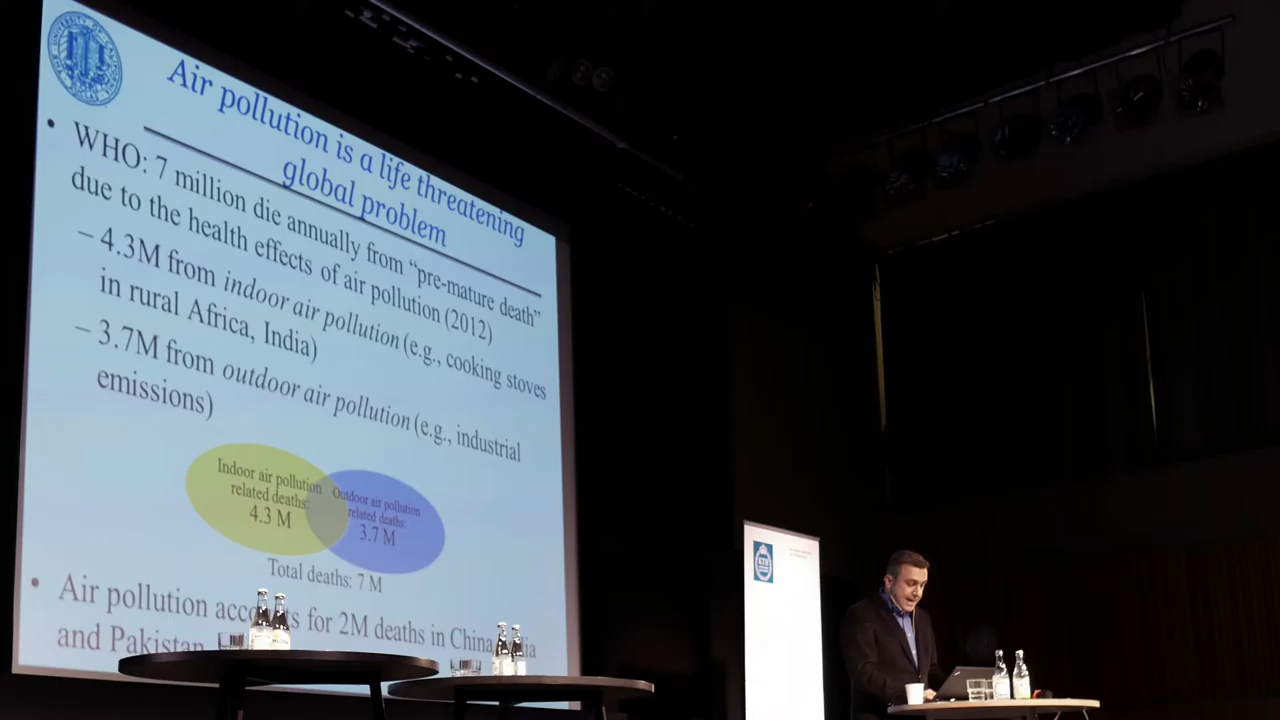 Air pollution is a life threatening
global problem
• WHO: 7 million die annually from “pre-mature death”
due to the health effects of air pollution (2012)
– 4.3M from indoor air pollution (e.g., cooking stoves
in rural Africa, India)
– 3.7M from outdoor air pollution (e.g., industrial
emissions)
Indoor air pollution
related deaths:
4.3 M
Outdoor air pollution
related deaths:
3.7 M
Total deaths: 7 M
• Air pollution for 2M deaths in China,
and Pakistan
KTH